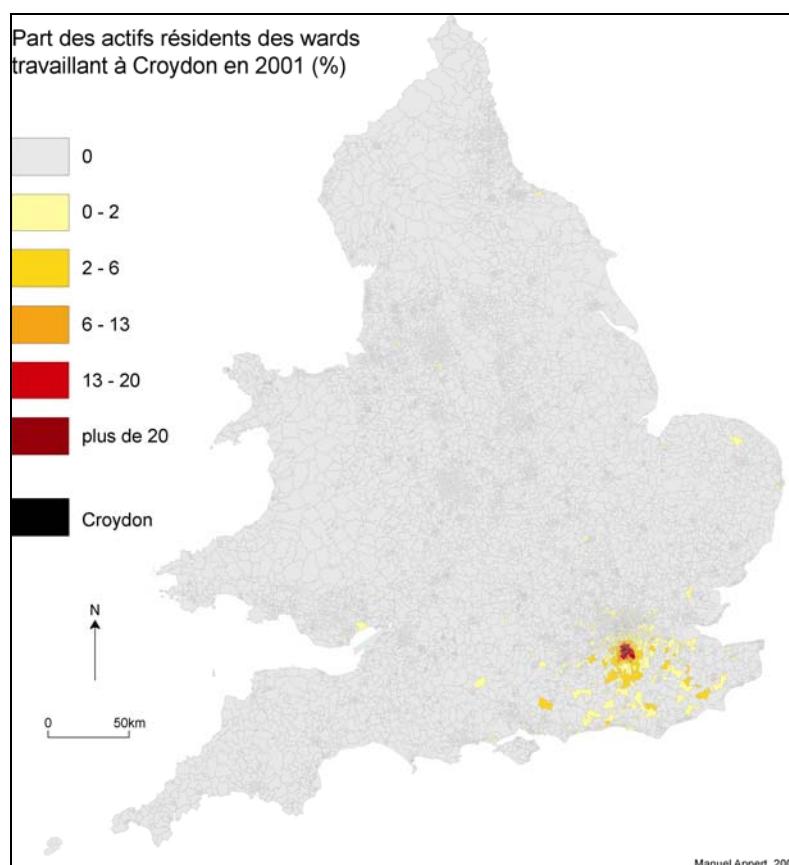 Part des actifs résidents des wards
travaillant à Croydon en 2001 (%)
0
0 - 2
2 - 6
6 - 13
13 - 20
plus de 20
Croydon
N
0 50km
Manuel Appert,